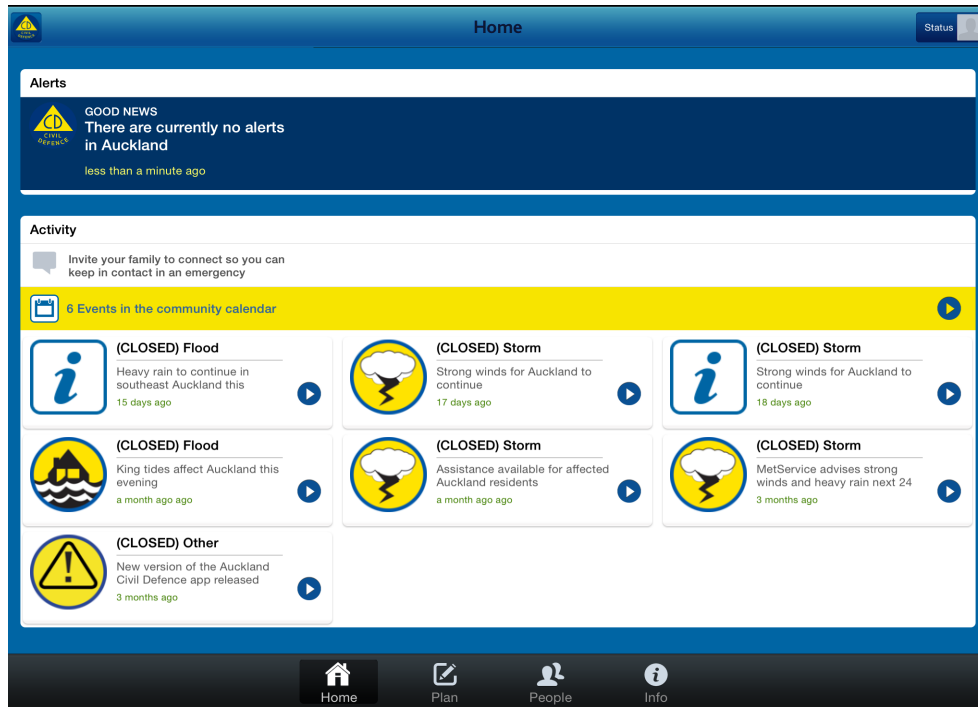 Home
CD
CIVIL
DEFENCE
Status
Alerts
CD
CIVIL
DEFENCE
GOOD NEWS
There are currently no alerts
in Auckland
less than a minute ago
Activity
Invite your family to connect so you can
keep in contact in an emergency
6 Events in the community calendar
(CLOSED) Flood
Heavy rain to continue in
southeast Auckland this
15 days ago
(CLOSED) Storm
Strong winds for Auckland to
continue
17 days ago
(CLOSED) Storm
Strong winds for Auckland to
continue
18 days ago
(CLOSED) Flood
King tides affect Auckland this
evening
a month ago ago
(CLOSED) Storm
Assistance available for affected
Auckland residents
a month ago ago
(CLOSED) Storm
MetService advises strong
winds and heavy rain next 24
3 months ago
(CLOSED) Other
New version of the Auckland
Civil Defence app released
3 months ago
Home
Plan
People
Info